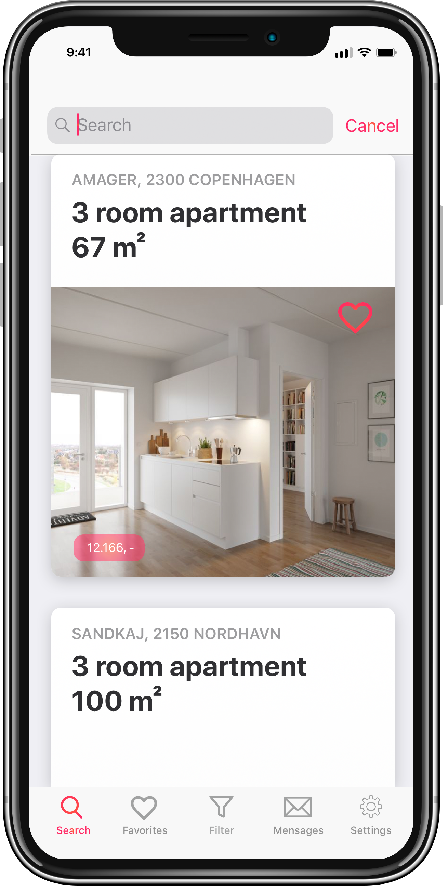 9:41
Search
Cancel
AMAGER, 2300 COPENHAGEN
3 room apartment
67 m²
12.166,-
SANDKAJ, 2150 NORDHAVN
3 room apartment
100 m²
Search
Favorites
Filter
Mensages
Settings